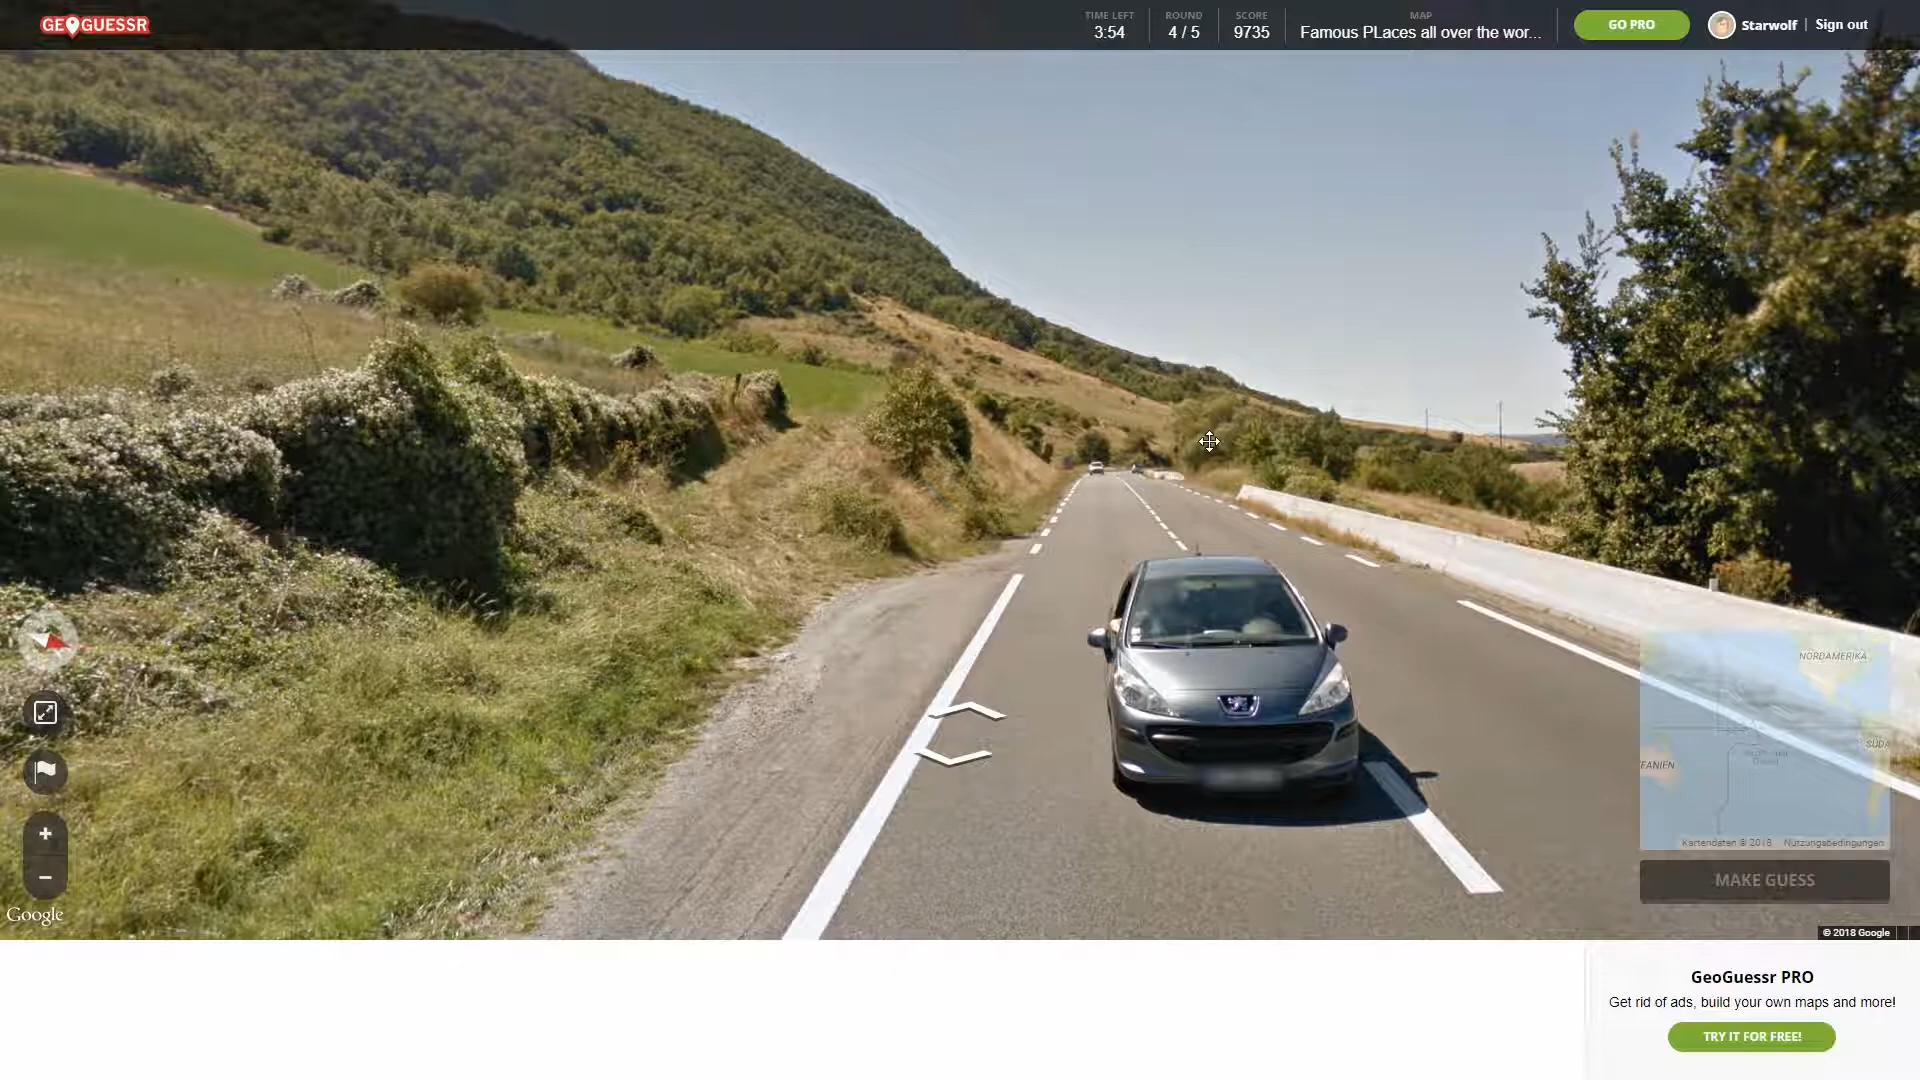 GEOGUESSR
TIME LEFT
3:54
ROUND
4 / 5
SCORE
9735
MAP
Famous PLaces all over the wor...
GO PRO
Starwolf
Sign out
NORDAMERIKA
SÜDA
EANIEN
Kartendaten © 2018 Nutzungsbedingungen
MAKE GUESS
Google
© 2018 Google
GeoGuessr PRO
Get rid of ads, build your own maps and more!
TRY IT FOR FREE!